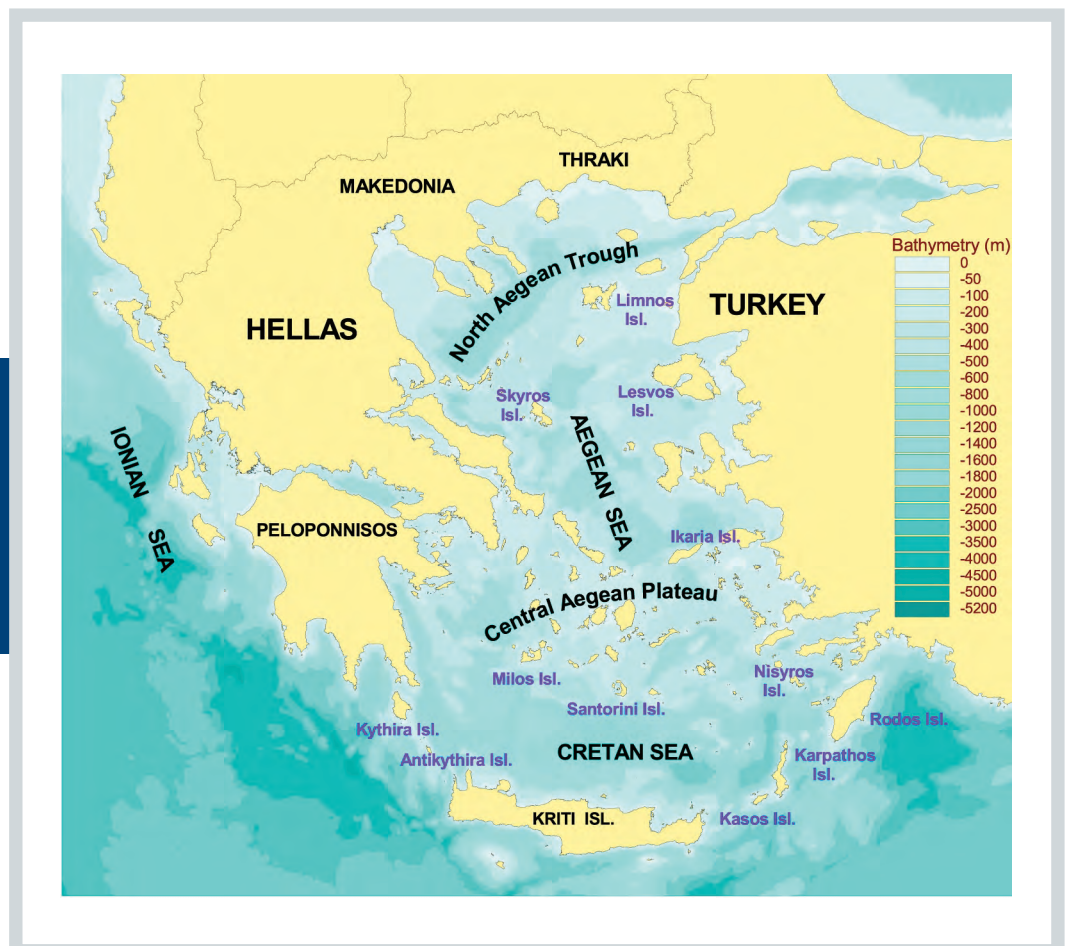 THRAKI
MAKEDONIA
North Aegean Trough
Bathymetry (m)
0
-50
-100
-200
-300
-400
-500
-600
-800
-1000
-1200
-1400
-1600
-1800
-2000
-2500
-3000
-3500
-4000
-4500
-5000
-5200
Limnos
Isl.
TURKEY
HELLAS
Skyros
Isl.
Lesvos
Isl.
AEGEAN SEA
IONIAN SEA
PELOPONNISOS
Ikaria Isl.
Central Aegean Plateau
Milos Isl.
Nisyros
Isl.
Santorini Isl.
Rodos Isl.
Kythira Isl.
CRETAN SEA
Antikythira Isl.
Karpathos
Isl.
KRITI ISL.
Kasos Isl.